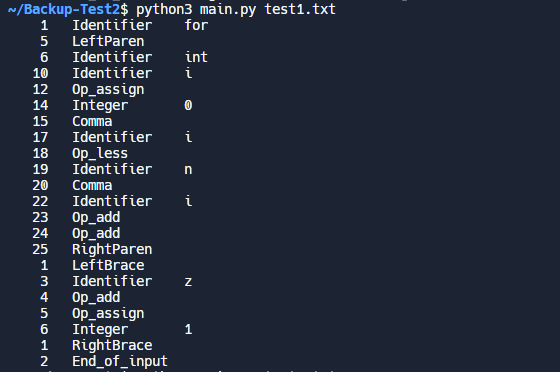 ~/Backup-Test2$ python3 main.py test1.txt
1 Identifier for
5 LeftParen
6 Identifier int
10 Identifier i
12 Op_assign
14 Integer 0
15 Comma
17 Identifier i
18 Op_less
19 Identifier n
20 Comma
22 Identifier i
23 Op_add
24 Op_add
25 RightParen
1 LeftBrace
3 Identifier z
4 Op_add
5 Op_assign
6 Integer 1
1 RightBrace
2 End_of_input